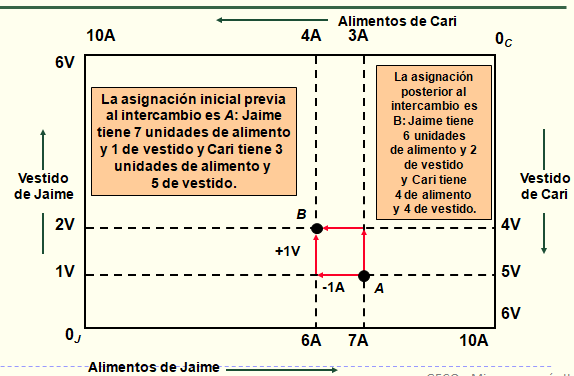 Alimentos de Cari
10A
4A
3A
0C
6V
La asignación inicial previa
al intercambio es A: Jaime
tiene 7 unidades de alimento
y 1 de vestido y Cari tiene 3
unidades de alimento y
5 de vestido.
La asignación
posterior al
intercambio es
B: Jaime tiene
6 unidades
de alimento y 2
de vestido
y Cari tiene
4 de alimento
y 4 de vestido.
Vestido
de Jaime
Vestido
de Cari
B
2V
4V
+1V
1V
5V
-1A
A
6V
0J
6A
7A
10A
Alimentos de Jaime